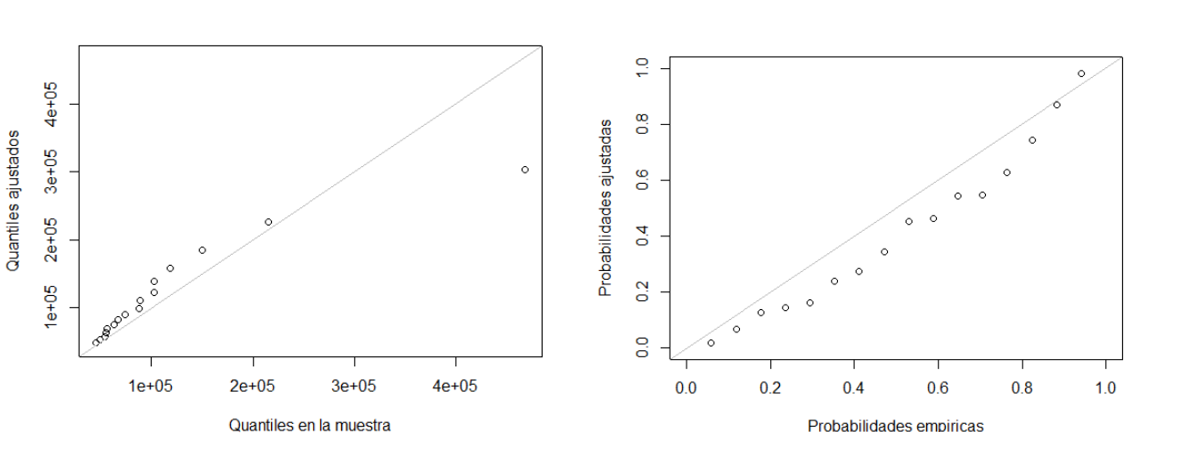 Quantiles ajustados
4e+05
3e+05
2e+05
1e+05
1e+05 2e+05 3e+05 4e+05
Quantiles en la muestra
Probabilidades ajustadas
1.0
0.8
0.6
0.4
0.2
0.0
0.0 0.2 0.4 0.6 0.8 1.0
Probabilidades empiricas